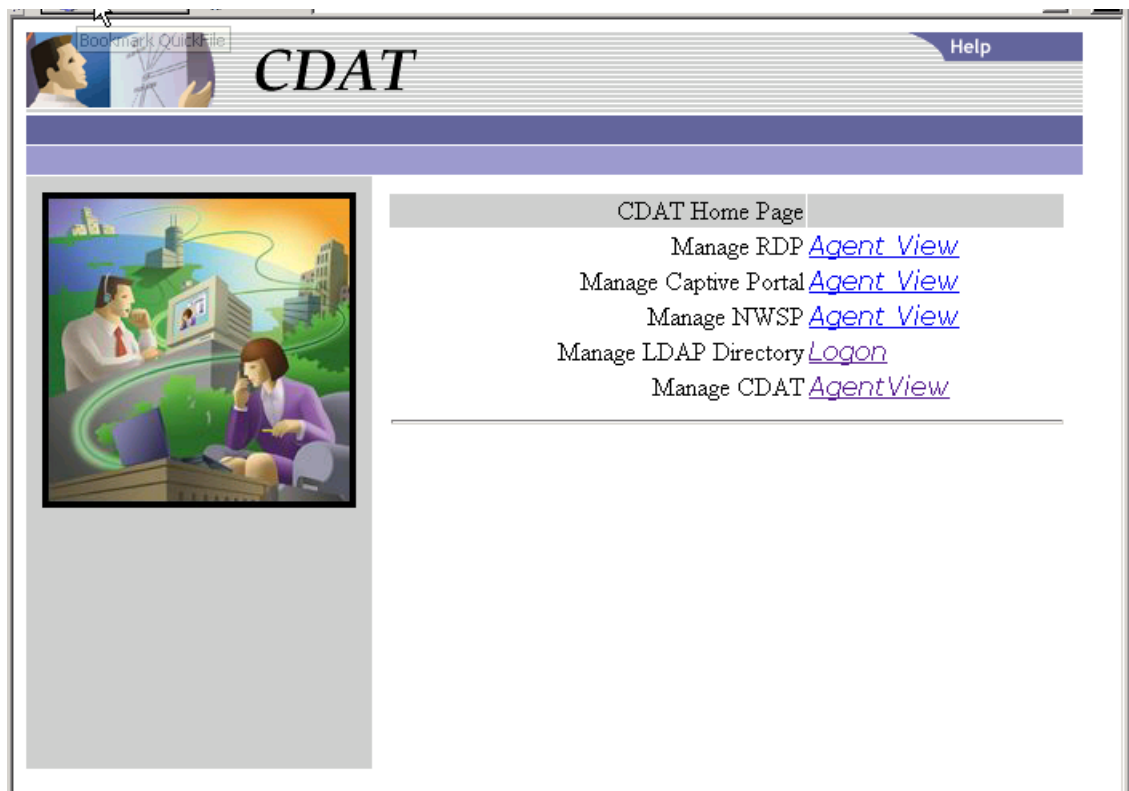 Bookmark QuickFile
CDAT
Help
CDAT Home Page
Manage RDP Agent View
Manage Captive Portal Agent View
Manage NWSP Agent View
Manage LDAP Directory Logon
Manage CDAT AgentView